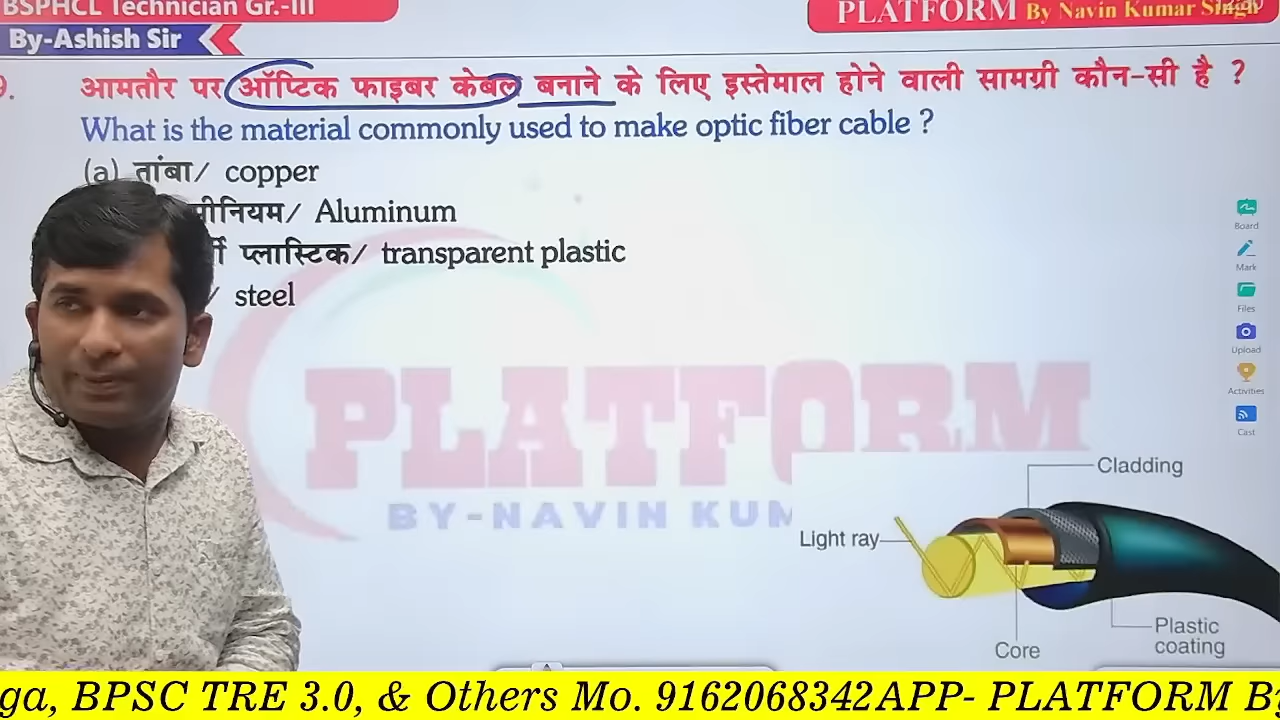 BSPHCL Technician Gr.-III
PLATFORM By Navin Kumar Singh
By-Ashish Sir
9. आमतौर पर ऑप्टिक फाइबर केबल बनाने के लिए इस्तेमाल होने वाली सामग्री कौन-सी है ?
What is the material commonly used to make optic fiber cable ?
(a) तांबा/ copper
/ Aluminum
प्लास्टिक/ transparent plastic
/ steel
Board
Mark
Files
Upload
Activities
Cast
PLATFORM
BY-NAVIN KUM
Cladding
Light ray
Core
Plastic
coating
ga, BPSC TRE 3.0, & Others Mo. 9162068342APP- PLATFORM By